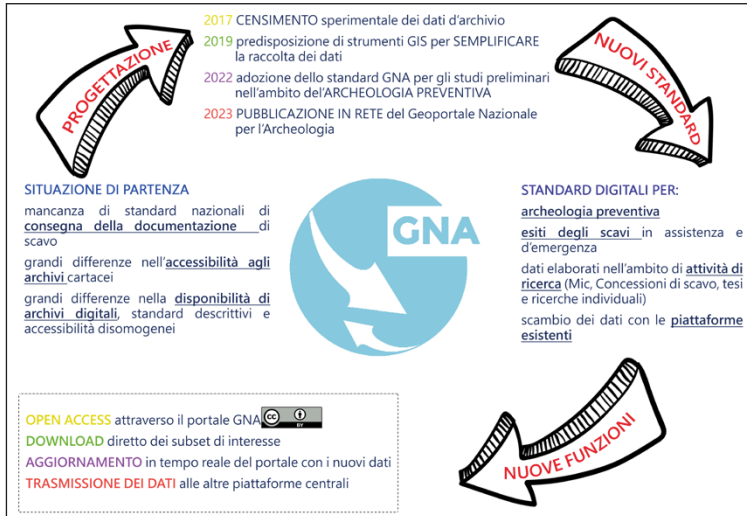 2017 CENSIMENTO sperimentale dei dati d'archivio
2019 predisposizione di strumenti GIS per SEMPLIFICARE
la raccolta dei dati
2022 adozione dello standard GNA per gli studi preliminari
nell'ambito del'ARCHEOLOGIA PREVENTIVA
2023 PUBBLICAZIONE IN RETE del Geoportale Nazionale
per l'Archeologia
PROGETTAZIONE
NUOVI STANDARD
SITUAZIONE DI PARTENZA
mancanza di standard nazionali di
consegna della documentazione di
scavo
grandi differenze nell'accessibilità agli
archivi cartacei
grandi differenze nella disponibilità di
archivi digitali, standard descrittivi e
accessibilità disomogenei
GNA
STANDARD DIGITALI PER:
archeologia preventiva
esiti degli scavi in assistenza e
d'emergenza
dati elaborati nell'ambito di attività di
ricerca (Mic, Concessioni di scavo, tesi
e ricerche individuali)
scambio dei dati con le piattaforme
esistenti
NUOVE FUNZIONI
OPEN ACCESS attraverso il portale GNA cc BY
DOWNLOAD diretto dei subset di interesse
AGGIORNAMENTO in tempo reale del portale con i nuovi dati
TRASMISSIONE DEI DATI alle altre piattaforme centrali